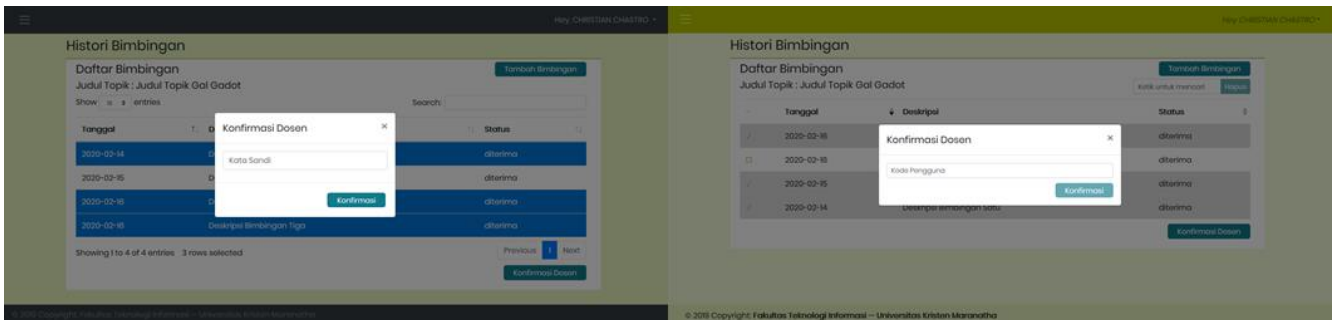 Hey, CHRISTIAN CHASTRO
Histori Bimbingan
Daftar Bimbingan
Tambah Bimbingan
Judul Topik : Judul Topik Gal Gadot
Show entries
Search:
Tanggal
Status
Konfirmasi Dosen ×
Kata Sandi
Konfirmasi
2020-02-14
diterima
2020-02-15
diterima
2020-02-16
diterima
2020-02-16 Deskripsi Bimbingan Tiga diterima
Showing 1 to 4 of 4 entries 3 rows selected
Previous 1 Next
Konfirmasi Dosen
© 2019 Copyright: Fakultas Teknologi Informasi — Universitas Kristen Maranatha
Hey, CHRISTIAN CHASTRO
Histori Bimbingan
Daftar Bimbingan
Tambah Bimbingan
Judul Topik : Judul Topik Gal Gadot
Ketik untuk mencari Hapus
Tanggal Deskripsi Status
Konfirmasi Dosen ×
Kode Pengguna
Konfirmasi
2020-02-16 diterima
2020-02-16 diterima
2020-02-15 diterima
2020-02-14 Deskripsi Bimbingan Satu diterima
Konfirmasi Dosen
© 2019 Copyright: Fakultas Teknologi Informasi — Universitas Kristen Maranatha